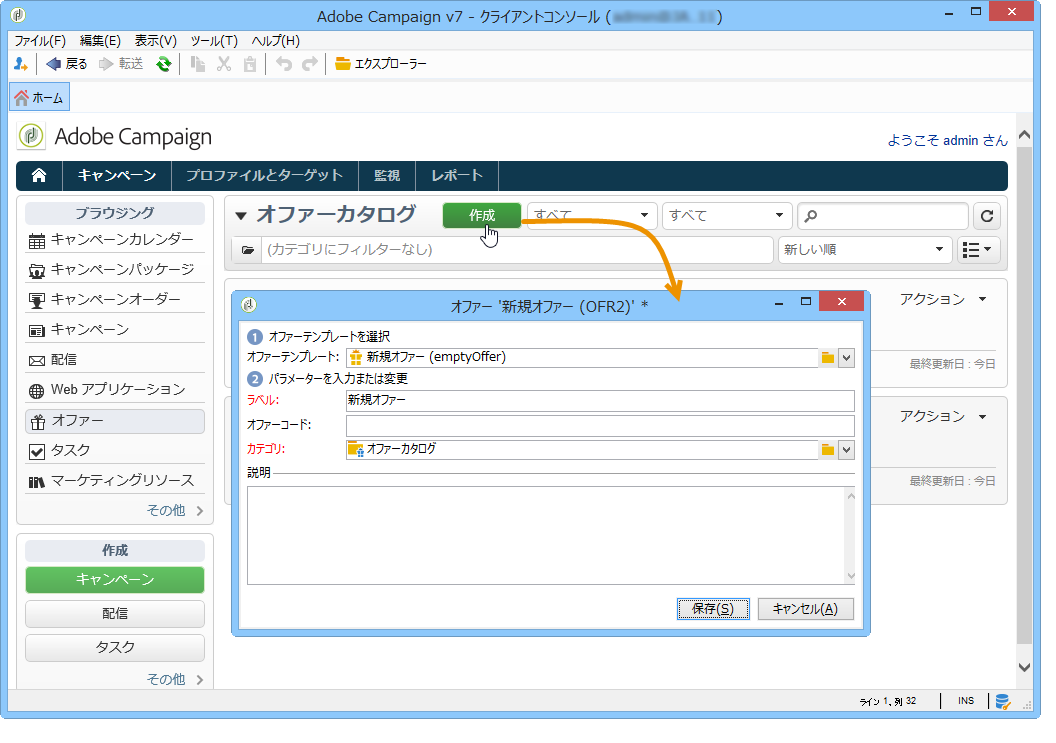 Adobe Campaign v7 - クライアントコンソール (
ファイル(F) 編集(E) 表示(V) ツール(T) ヘルプ(H)
戻る 転送 エクスプローラー
ホーム
Adobe Campaign
ようこそ admin さん
キャンペーン プロファイルとターゲット 監視 レポート
ブラウジング
キャンペーンカレンダー
キャンペーンパッケージ
キャンペーンオーダー
キャンペーン
配信
Web アプリケーション
オファー
タスク
マーケティングリソース
その他
作成
キャンペーン
配信
タスク
その他
オファーカタログ 作成 すべて すべて
(カテゴリにフィルターなし) 新しい順
アクション
最終更新日 : 今日
アクション
最終更新日 : 今日
オファー '新規オファー (OFR2)' *
1 オファーテンプレートを選択
オファーテンプレート: 新規オファー (emptyOffer)
2 パラメーターを入力または変更
ラベル: 新規オファー
オファーコード:
カテゴリ: オファーカタログ
説明
保存(S) キャンセル(A)
ライン 1、列 32 INS